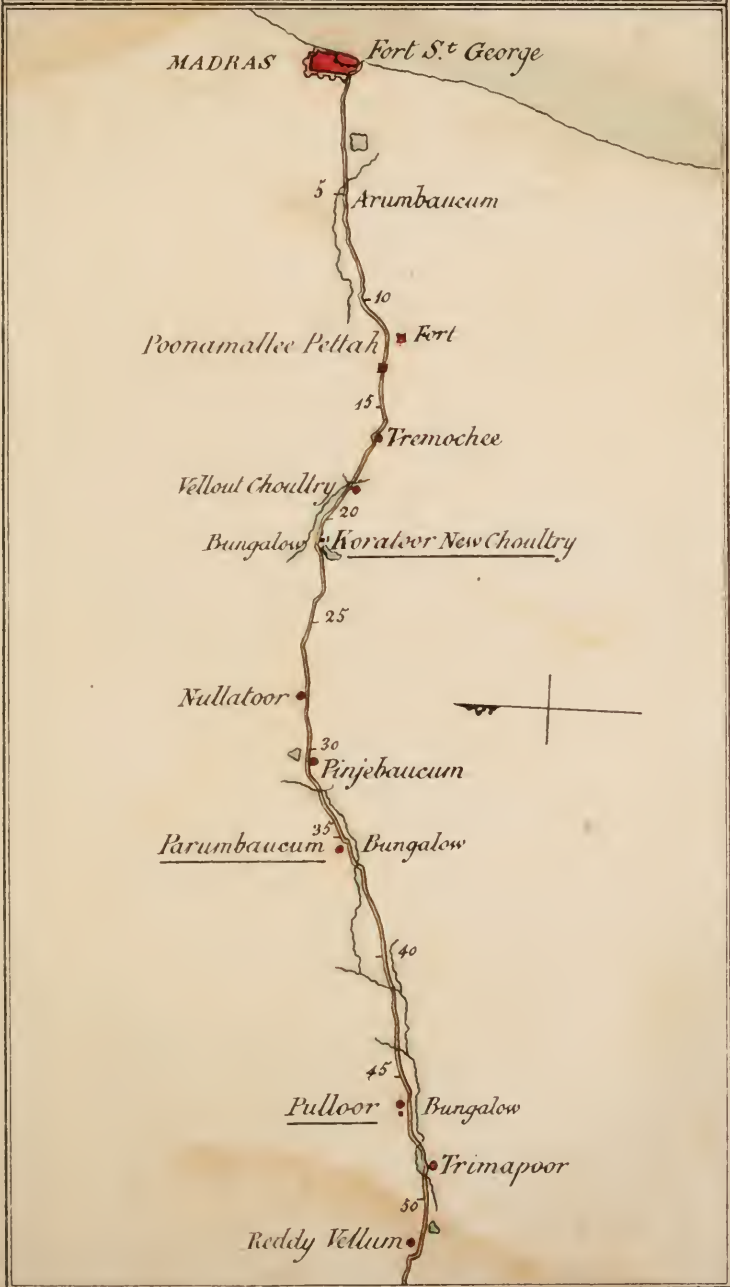 MADRAS
Fort S.t George
5
Arumbaucum
10
Poonamallee Pettah
Fort
15
Tremochee
Vellout Choultry
20
Bungalow
Koratoor New Choultry
25
Nullatoor
30
Pinjebaucum
35
Parumbaucum
Bungalow
40
45
Pulloor
Bungalow
Trimapoor
50
Reddy Vellum